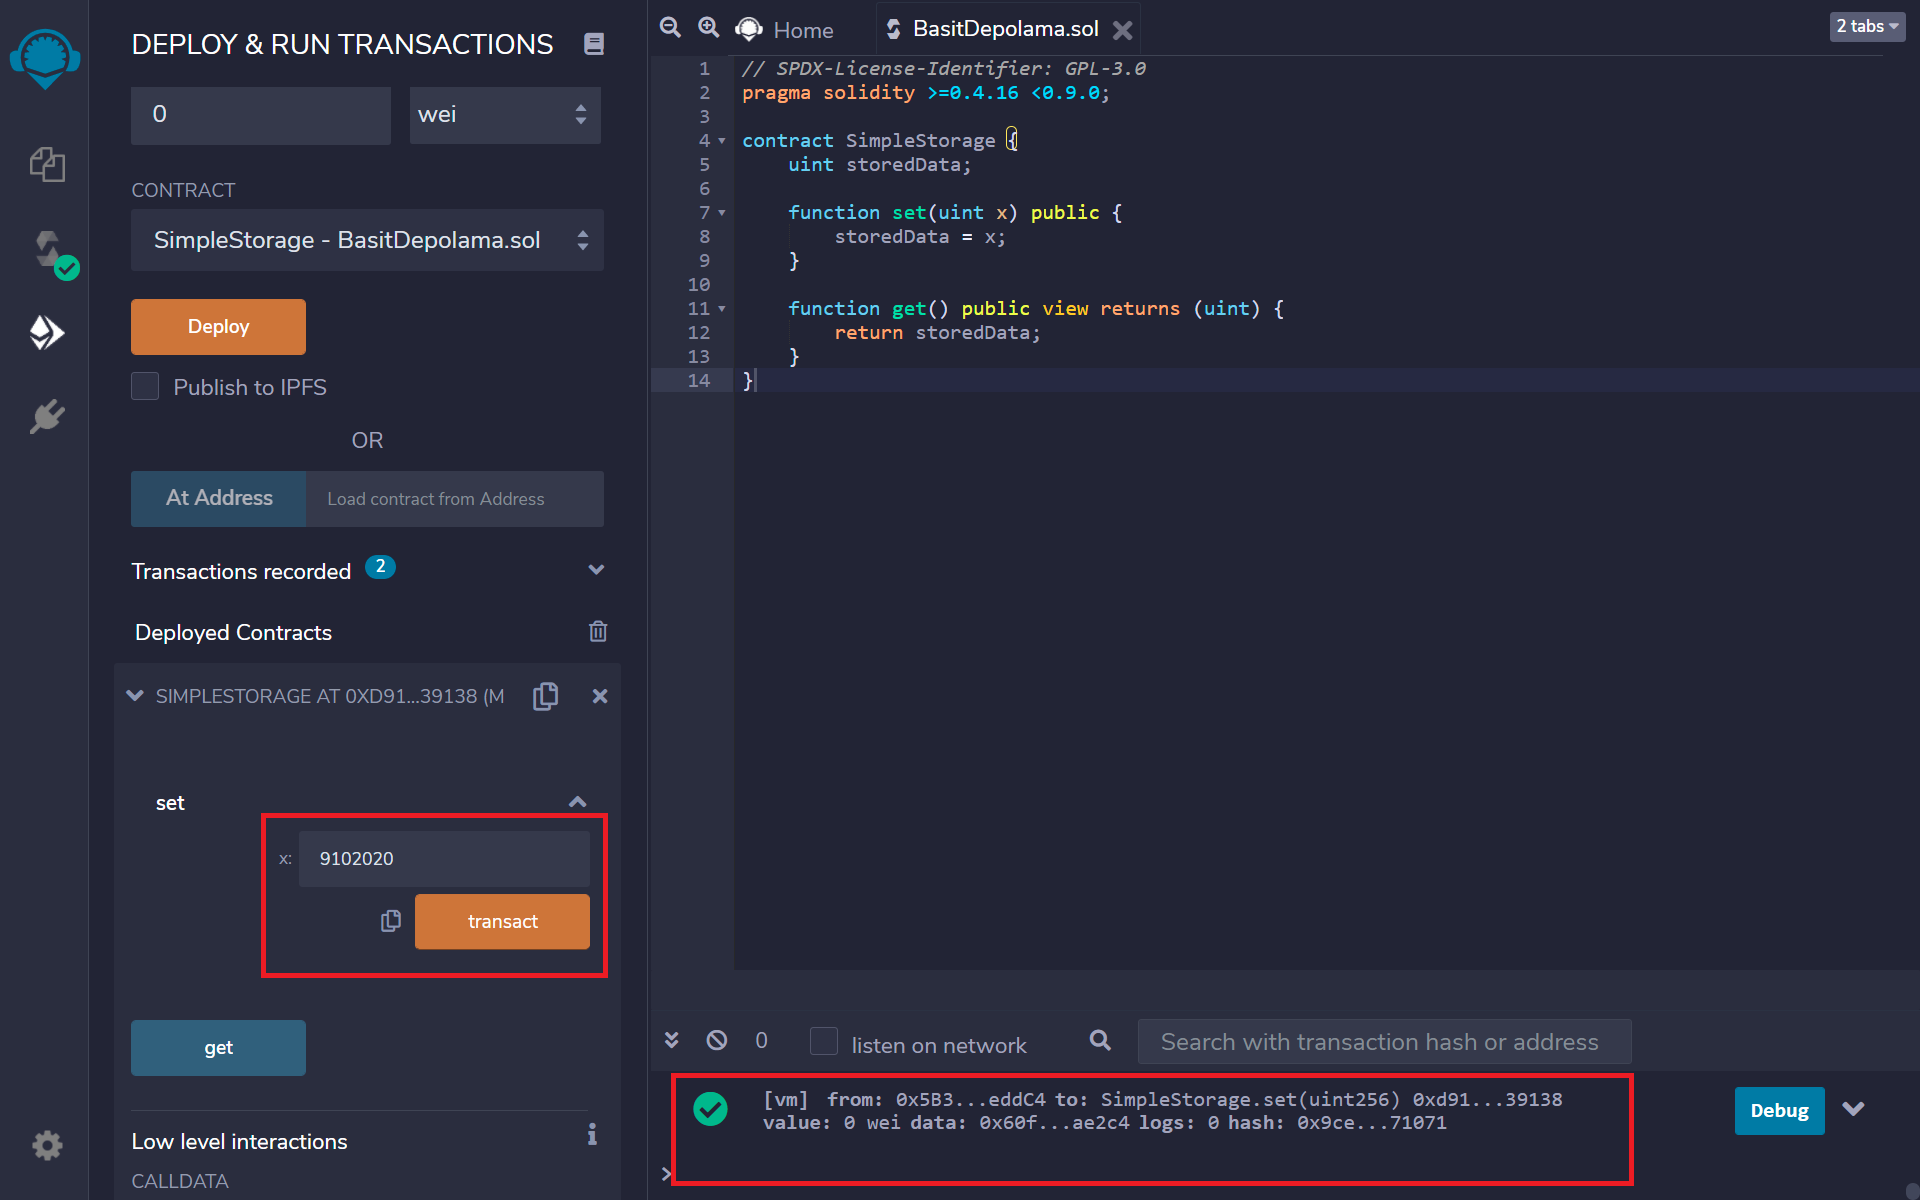 DEPLOY & RUN TRANSACTIONS
0
wei
CONTRACT
SimpleStorage - BasitDepolama.sol
Deploy
Publish to IPFS
OR
At Address
Load contract from Address
Transactions recorded
2
Deployed Contracts
SIMPLESTORAGE AT 0XD91...39138 (M
set
x:
9102020
transact
get
Low level interactions
i
CALLDATA
Home
BasitDepolama.sol
2 tabs
1 // SPDX-License-Identifier: GPL-3.0
2 pragma solidity >=0.4.16 <0.9.0;
3
4 contract SimpleStorage {
5     uint storedData;
6
7     function set(uint x) public {
8         storedData = x;
9     }
10
11     function get() public view returns (uint) {
12         return storedData;
13     }
14 }
0
listen on network
Search with transaction hash or address
[vm] from: 0x5B3...eddC4 to: SimpleStorage.set(uint256) 0xd91...39138
value: 0 wei data: 0x60f...ae2c4 logs: 0 hash: 0x9ce...71071
Debug
>